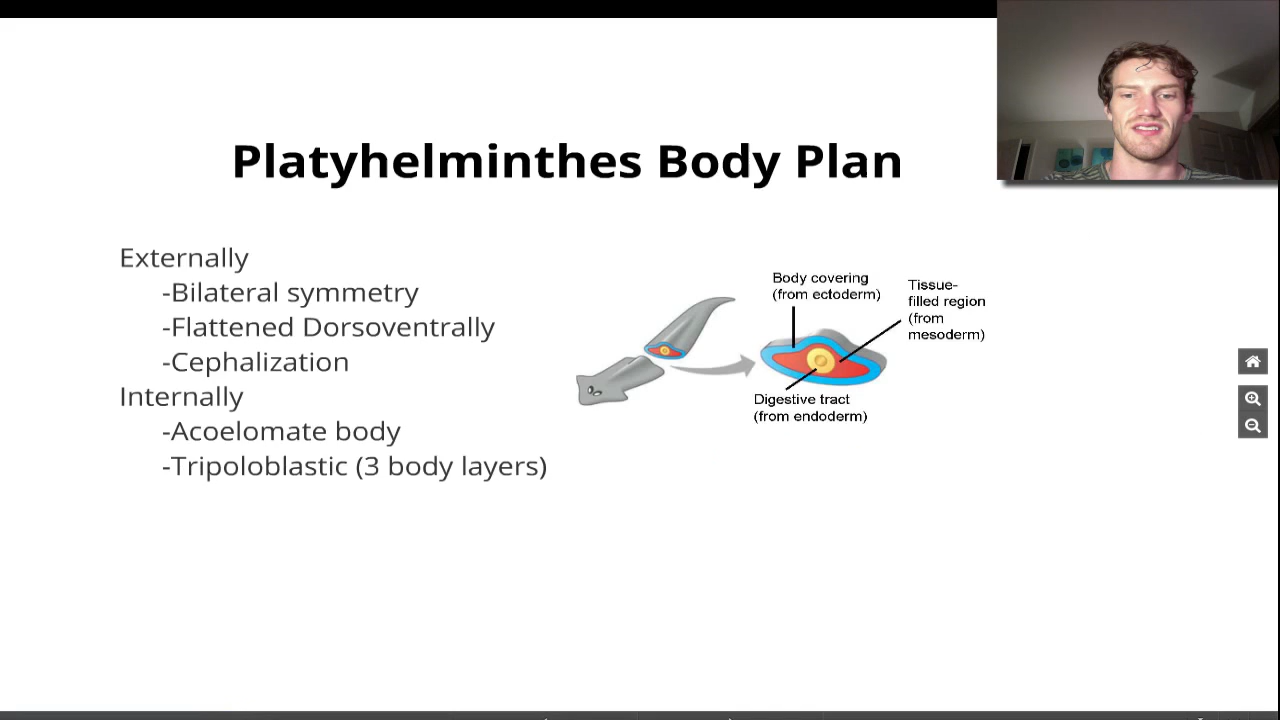 Platyhelminthes Body Plan
Externally
-Bilateral symmetry
-Flattened Dorsoventrally
-Cephalization
Internally
-Acoelomate body
-Tripoloblastic (3 body layers)
Body covering
(from ectoderm)
Tissue-
filled region
(from
mesoderm)
Digestive tract
(from endoderm)